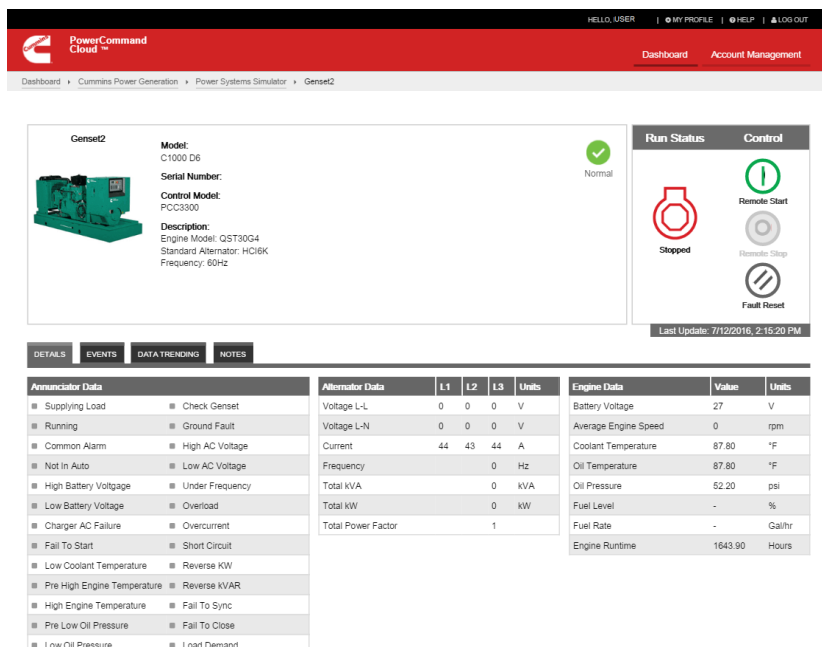 HELLO, IUSER | MY PROFILE | HELP | LOG OUT
Cummins
PowerCommand
Cloud ™
Dashboard Account Management
Dashboard Cummins Power Generation Power Systems Simulator Genset2
Genset2
Model:
C1000 D6
Serial Number:
Control Model:
PCC3300
Description:
Engine Model: QST30G4
Standard Alternator: HCI6K
Frequency: 60Hz
Normal
Run Status Control
Stopped
Remote Start
Remote Stop
Fault Reset
Last Update: 7/12/2016, 2:15:20 PM
DETAILS EVENTS DATA TRENDING NOTES
Annunciator Data
Supplying Load Check Genset
Running Ground Fault
Common Alarm High AC Voltage
Not In Auto Low AC Voltage
High Battery Voltgage Under Frequency
Low Battery Voltage Overload
Charger AC Failure Overcurrent
Fail To Start Short Circuit
Low Coolant Temperature Reverse KW
Pre High Engine Temperature Reverse kVAR
High Engine Temperature Fail To Sync
Pre Low Oil Pressure Fail To Close
Low Oil Pressure Load Demand
Alternator Data L1 L2 L3 Units
Voltage L-L 0 0 0 V
Voltage L-N 0 0 0 V
Current 44 43 44 A
Frequency 0 Hz
Total kVA 0 kVA
Total kW 0 kW
Total Power Factor 1
Engine Data Value Units
Battery Voltage 27 V
Average Engine Speed 0 rpm
Coolant Temperature 87.80 °F
Oil Temperature 87.80 °F
Oil Pressure 52.20 psi
Fuel Level - %
Fuel Rate - Gal/hr
Engine Runtime 1643.90 Hours